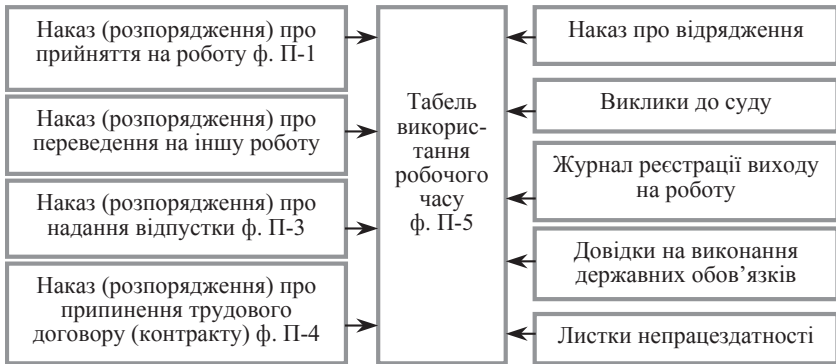 Наказ (розпорядження) про
прийняття на роботу ф. П-1
Наказ (розпорядження) про
переведення на іншу роботу
Наказ (розпорядження) про
надання відпустки ф. П-3
Наказ (розпорядження) про
припинення трудового
договору (контракту) ф. П-4
Табель
викорис-
тання
робочого
часу
ф. П-5
Наказ про відрядження
Виклики до суду
Журнал реєстрації виходу
на роботу
Довідки на виконання
державних обов’язків
Листки непрацездатності